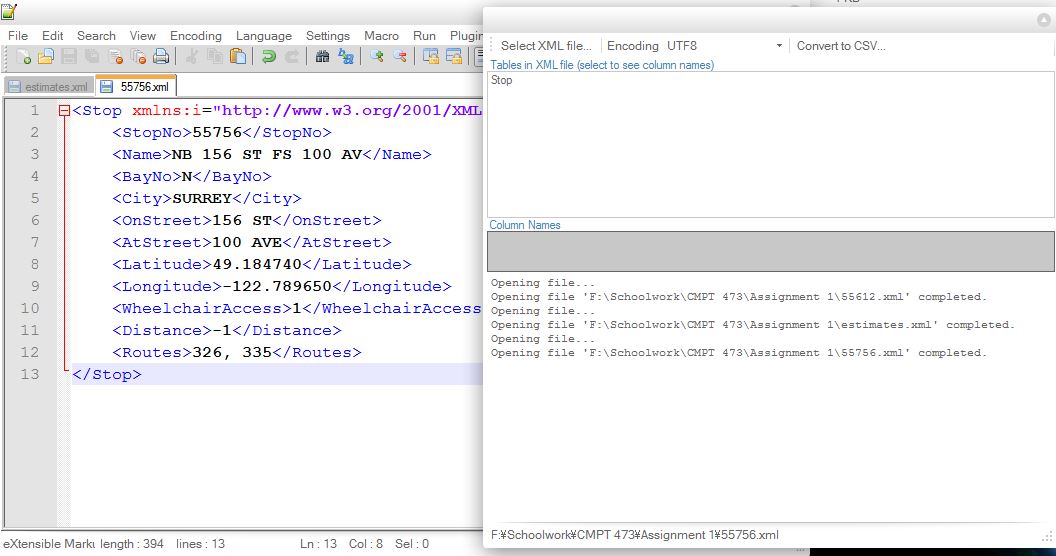 File Edit Search View Encoding Language Settings Macro Run Plugin
estimates.xml 55756.xml
1 <Stop xmlns:i="http://www.w3.org/2001/XML
2 <StopNo>55756</StopNo>
3 <Name>NB 156 ST FS 100 AV</Name>
4 <BayNo>N</BayNo>
5 <City>SURREY</City>
6 <OnStreet>156 ST</OnStreet>
7 <AtStreet>100 AVE</AtStreet>
8 <Latitude>49.184740</Latitude>
9 <Longitude>-122.789650</Longitude>
10 <WheelchairAccess>1</WheelchairAccess
11 <Distance>-1</Distance>
12 <Routes>326, 335</Routes>
13 </Stop>
eXtensible Marku length : 394 lines : 13 Ln : 13 Col : 8 Sel : 0
Select XML file... Encoding UTF8 Convert to CSV...
Tables in XML file (select to see column names)
Stop
Column Names
Opening file...
Opening file 'F:\Schoolwork\CMPT 473\Assignment 1\55612.xml' completed.
Opening file...
Opening file 'F:\Schoolwork\CMPT 473\Assignment 1\estimates.xml' completed.
Opening file...
Opening file 'F:\Schoolwork\CMPT 473\Assignment 1\55756.xml' completed.
F:¥Schoolwork¥CMPT 473¥Assignment 1¥55756.xml